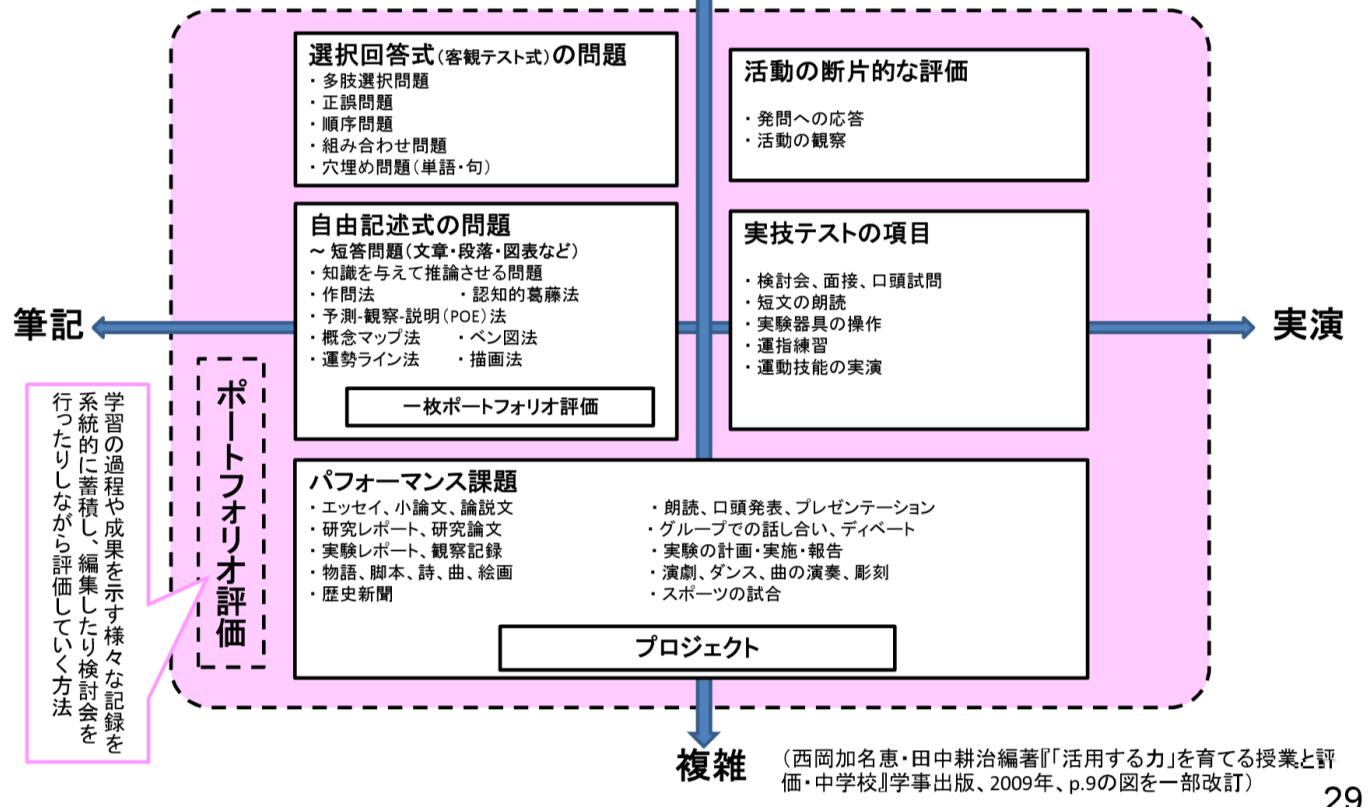 選択回答式(客観テスト式)の問題
・多肢選択問題
・正誤問題
・順序問題
・組み合わせ問題
・穴埋め問題(単語・句)
活動の断片的な評価
・発問への応答
・活動の観察
自由記述式の問題
～ 短答問題(文章・段落・図表など)
・知識を与えて推論させる問題
・作問法 ・認知的葛藤法
・予測-観察-説明(POE)法
・概念マップ法 ・ベン図法
・運勢ライン法 ・描画法
一枚ポートフォリオ評価
実技テストの項目
・検討会、面接、口頭試問
・短文の朗読
・実験器具の操作
・運指練習
・運動技能の実演
筆記
実演
ポートフォリオ評価
学習の過程や成果を示す様々な記録を
系統的に蓄積し、編集したり検討会を
行ったりしながら評価していく方法
パフォーマンス課題
・エッセイ、小論文、論説文
・研究レポート、研究論文
・実験レポート、観察記録
・物語、脚本、詩、曲、絵画
・歴史新聞
・朗読、口頭発表、プレゼンテーション
・グループでの話し合い、ディベート
・実験の計画・実施・報告
・演劇、ダンス、曲の演奏、彫刻
・スポーツの試合
プロジェクト
複雑
(西岡加名恵・田中耕治編著『「活用する力」を育てる授業と評
価・中学校』学事出版、2009年、p.9の図を一部改訂)
29